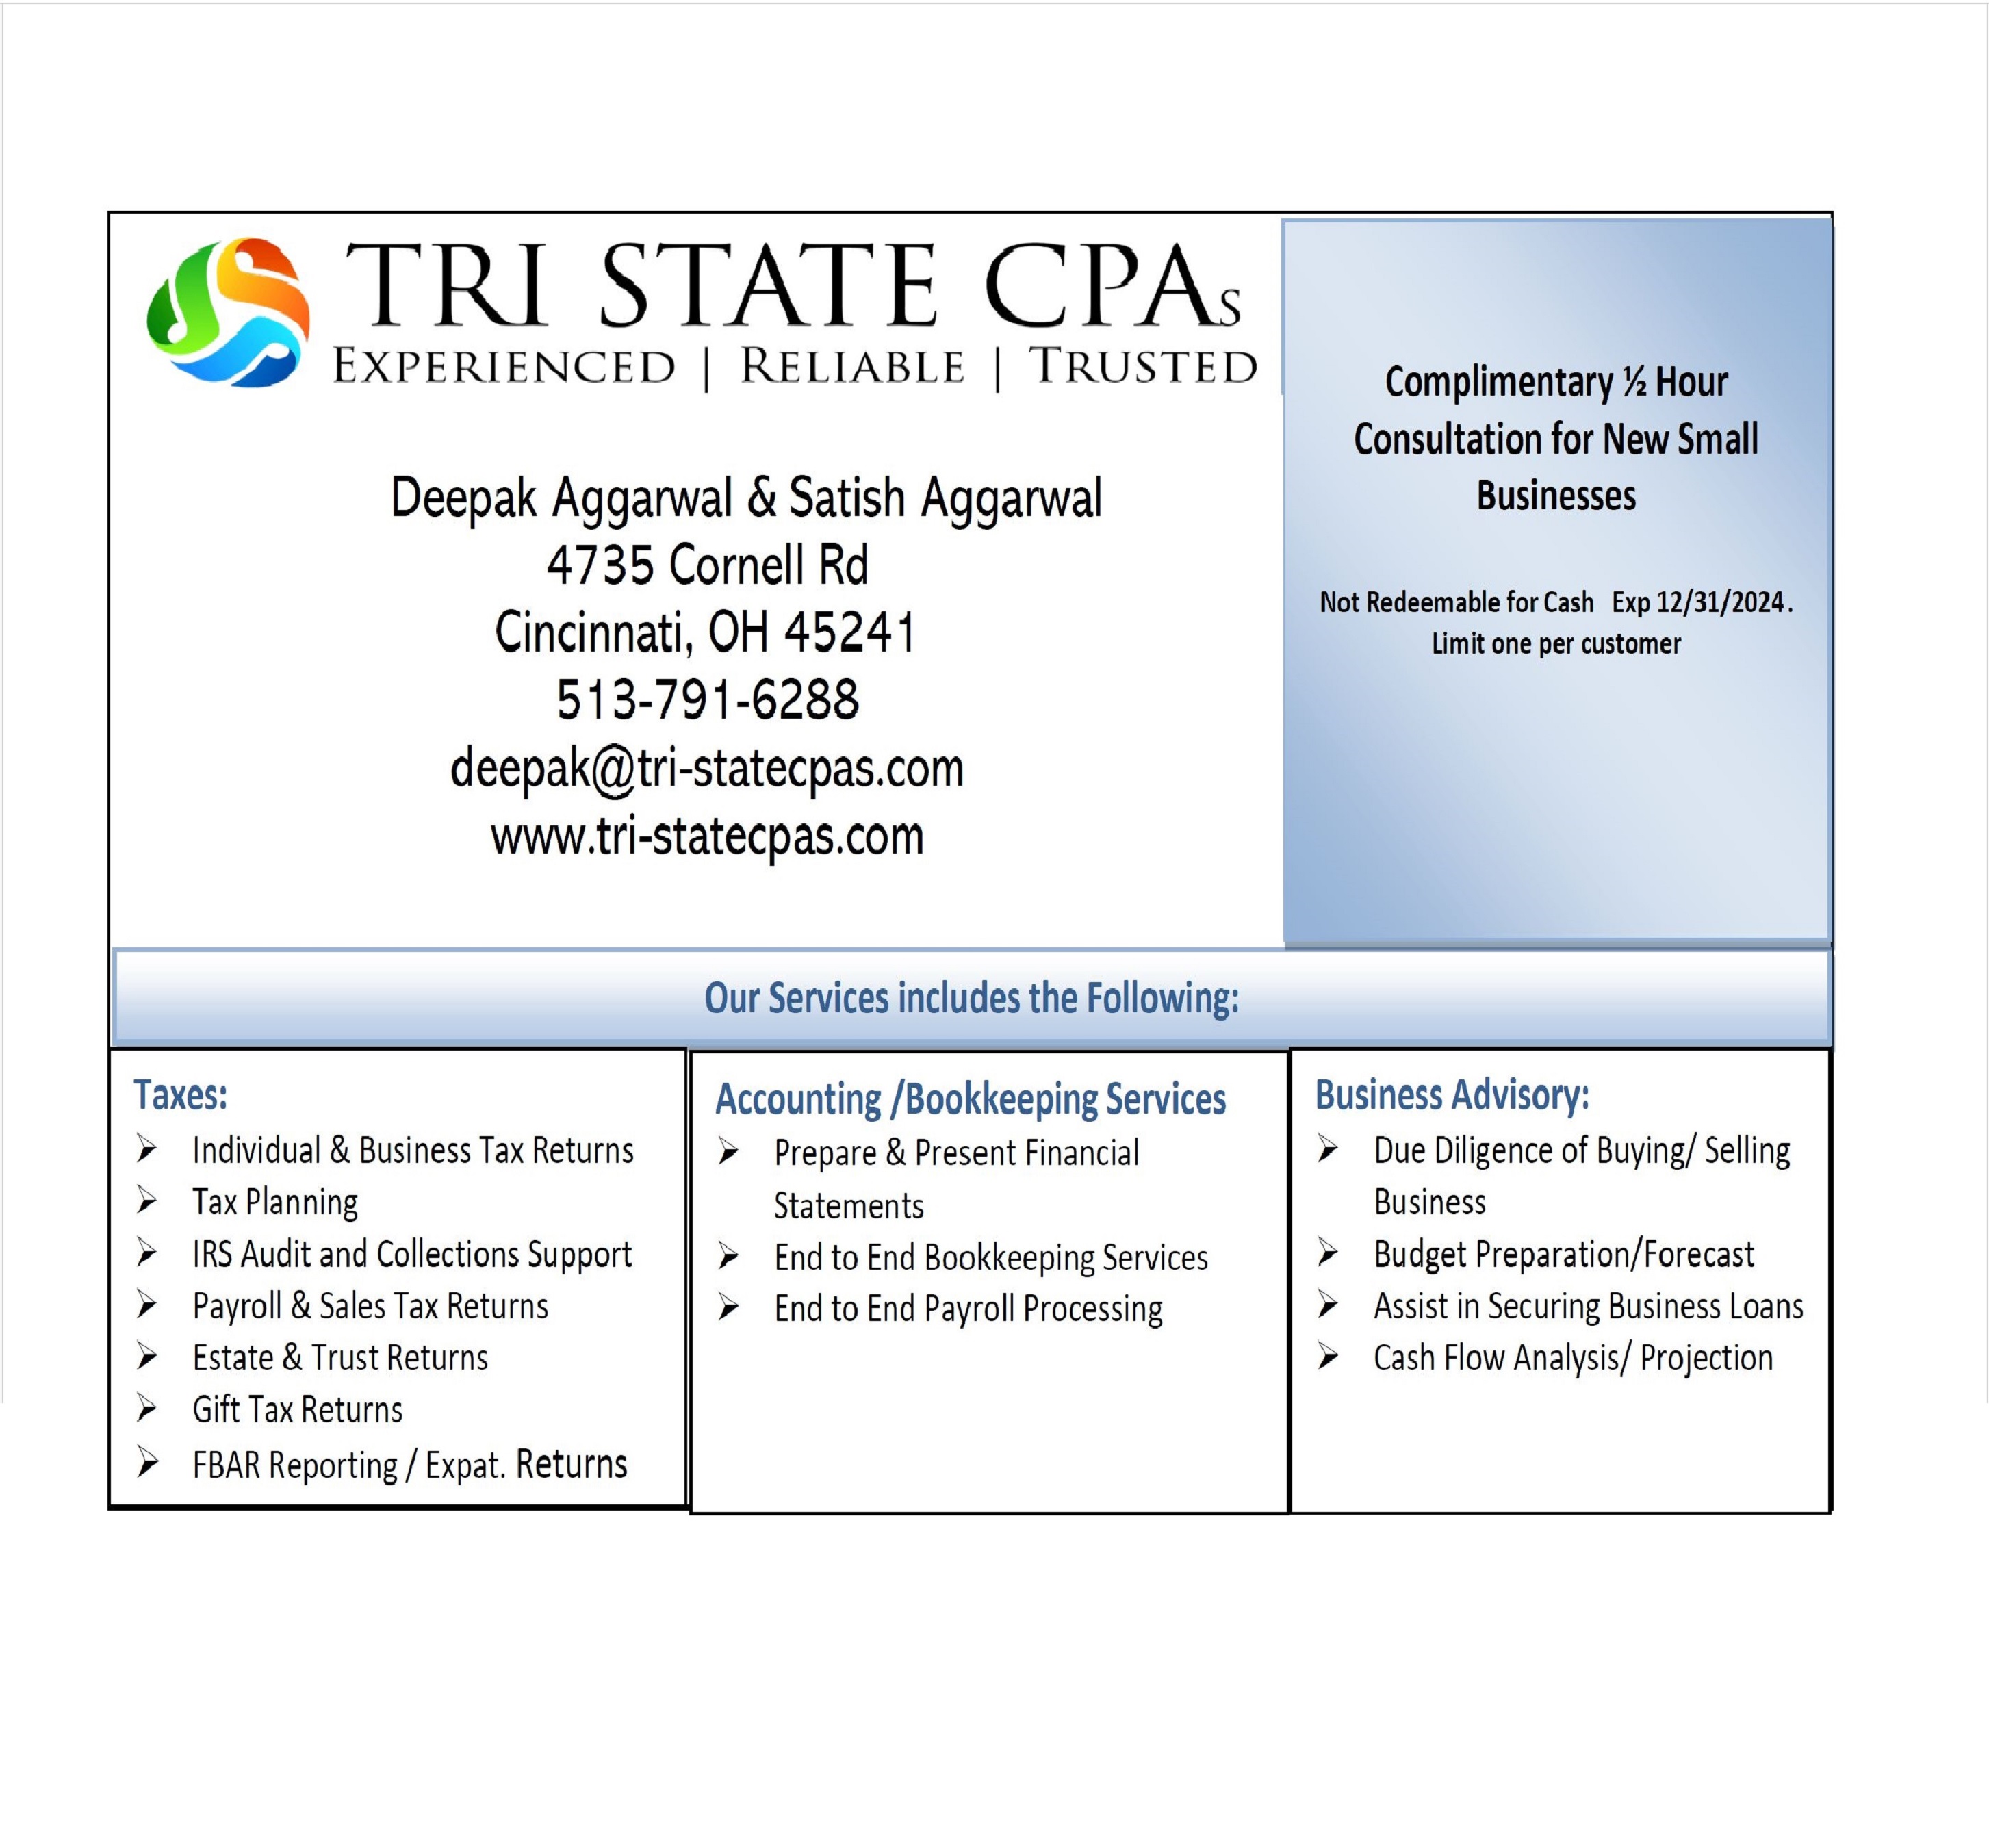 TRI STATE CPAs
EXPERIENCED | RELIABLE | TRUSTED
Deepak Aggarwal & Satish Aggarwal
4735 Cornell Rd
Cincinnati, OH 45241
513-791-6288
deepak@tri-statecpas.com
www.tri-statecpas.com
Complimentary ½ Hour
Consultation for New Small
Businesses
Not Redeemable for Cash Exp 12/31/2024.
Limit one per customer
Our Services includes the Following:
Taxes:
➢ Individual & Business Tax Returns
➢ Tax Planning
➢ IRS Audit and Collections Support
➢ Payroll & Sales Tax Returns
➢ Estate & Trust Returns
➢ Gift Tax Returns
➢ FBAR Reporting / Expat. Returns
Accounting /Bookkeeping Services
➢ Prepare & Present Financial
Statements
➢ End to End Bookkeeping Services
➢ End to End Payroll Processing
Business Advisory:
➢ Due Diligence of Buying/ Selling
Business
➢ Budget Preparation/Forecast
➢ Assist in Securing Business Loans
➢ Cash Flow Analysis/ Projection